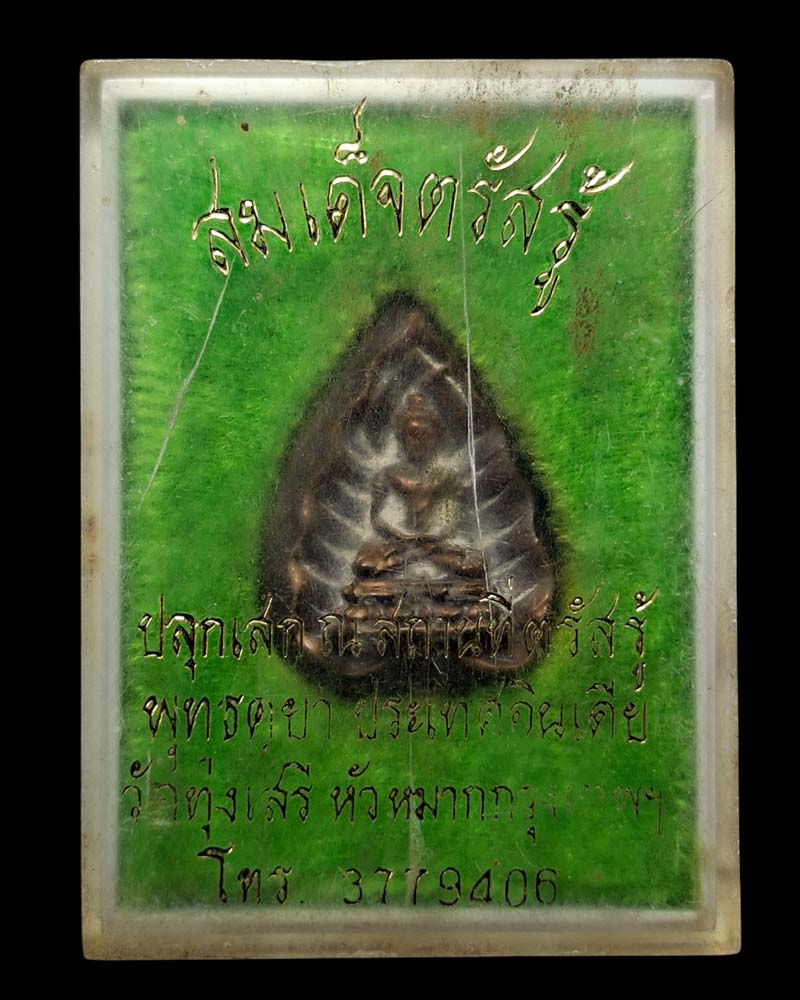 สมเด็จตรัสรู้
ปลุกเสก ณ สถานที่ตรัสรู้
พุทธคยา ประเทศอินเดีย
วัดทุ่งเสรี หัวหมากกรุงเทพฯ
โทร. 3779406